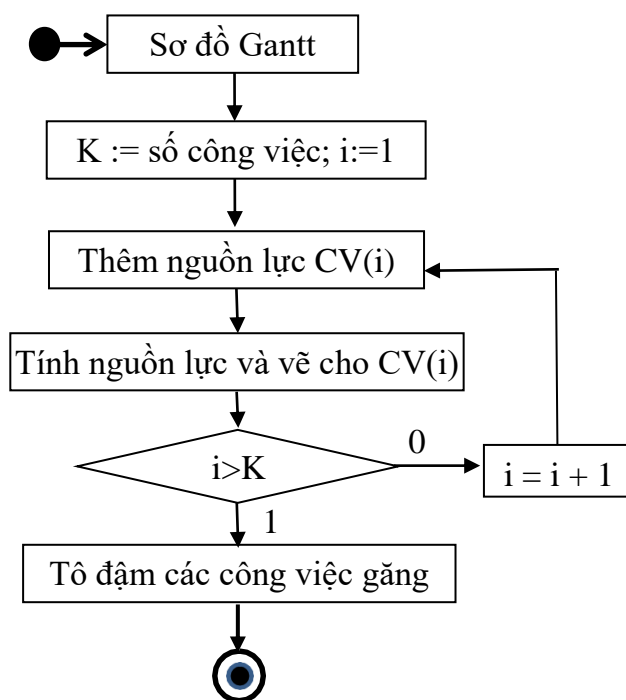 Sơ đồ Gantt
K := số công việc; i:=1
Thêm nguồn lực CV(i)
Tính nguồn lực và vẽ cho CV(i)
i>K
0
i = i + 1
1
Tô đậm các công việc găng